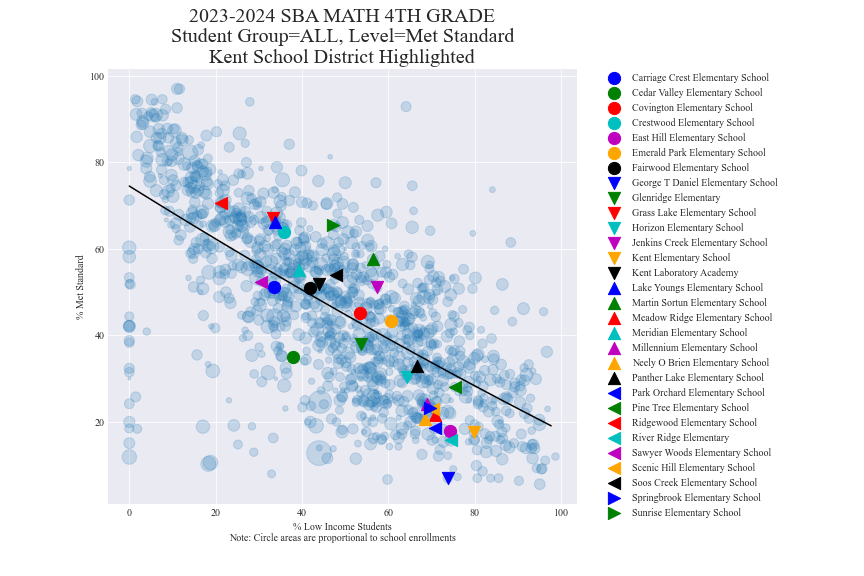 2023-2024 SBA MATH 4TH GRADE
Student Group=ALL, Level=Met Standard
Kent School District Highlighted
% Met Standard
100
80
60
40
20
0
20
40
60
80
100
% Low Income Students
Note: Circle areas are proportional to school enrollments
Carriage Crest Elementary School
Cedar Valley Elementary School
Covington Elementary School
Crestwood Elementary School
East Hill Elementary School
Emerald Park Elementary School
Fairwood Elementary School
George T Daniel Elementary School
Glenridge Elementary
Grass Lake Elementary School
Horizon Elementary School
Jenkins Creek Elementary School
Kent Elementary School
Kent Laboratory Academy
Lake Youngs Elementary School
Martin Sortun Elementary School
Meadow Ridge Elementary School
Meridian Elementary School
Millennium Elementary School
Neely O Brien Elementary School
Panther Lake Elementary School
Park Orchard Elementary School
Pine Tree Elementary School
Ridgewood Elementary School
River Ridge Elementary
Sawyer Woods Elementary School
Scenic Hill Elementary School
Soos Creek Elementary School
Springbrook Elementary School
Sunrise Elementary School